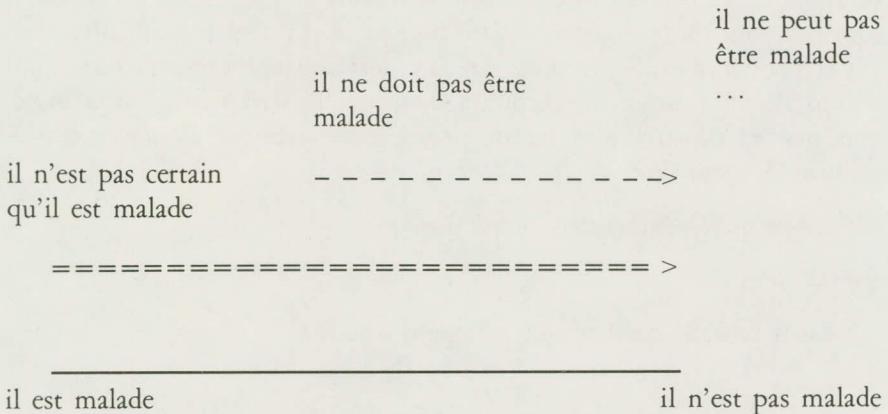 il ne peut pas
être malade
...
il ne doit pas être
malade
il n'est pas certain
qu'il est malade
_ _ _ _ _ _ _ _ _ _ _ _ _ _ _>
========================== >
il est malade
il n'est pas malade